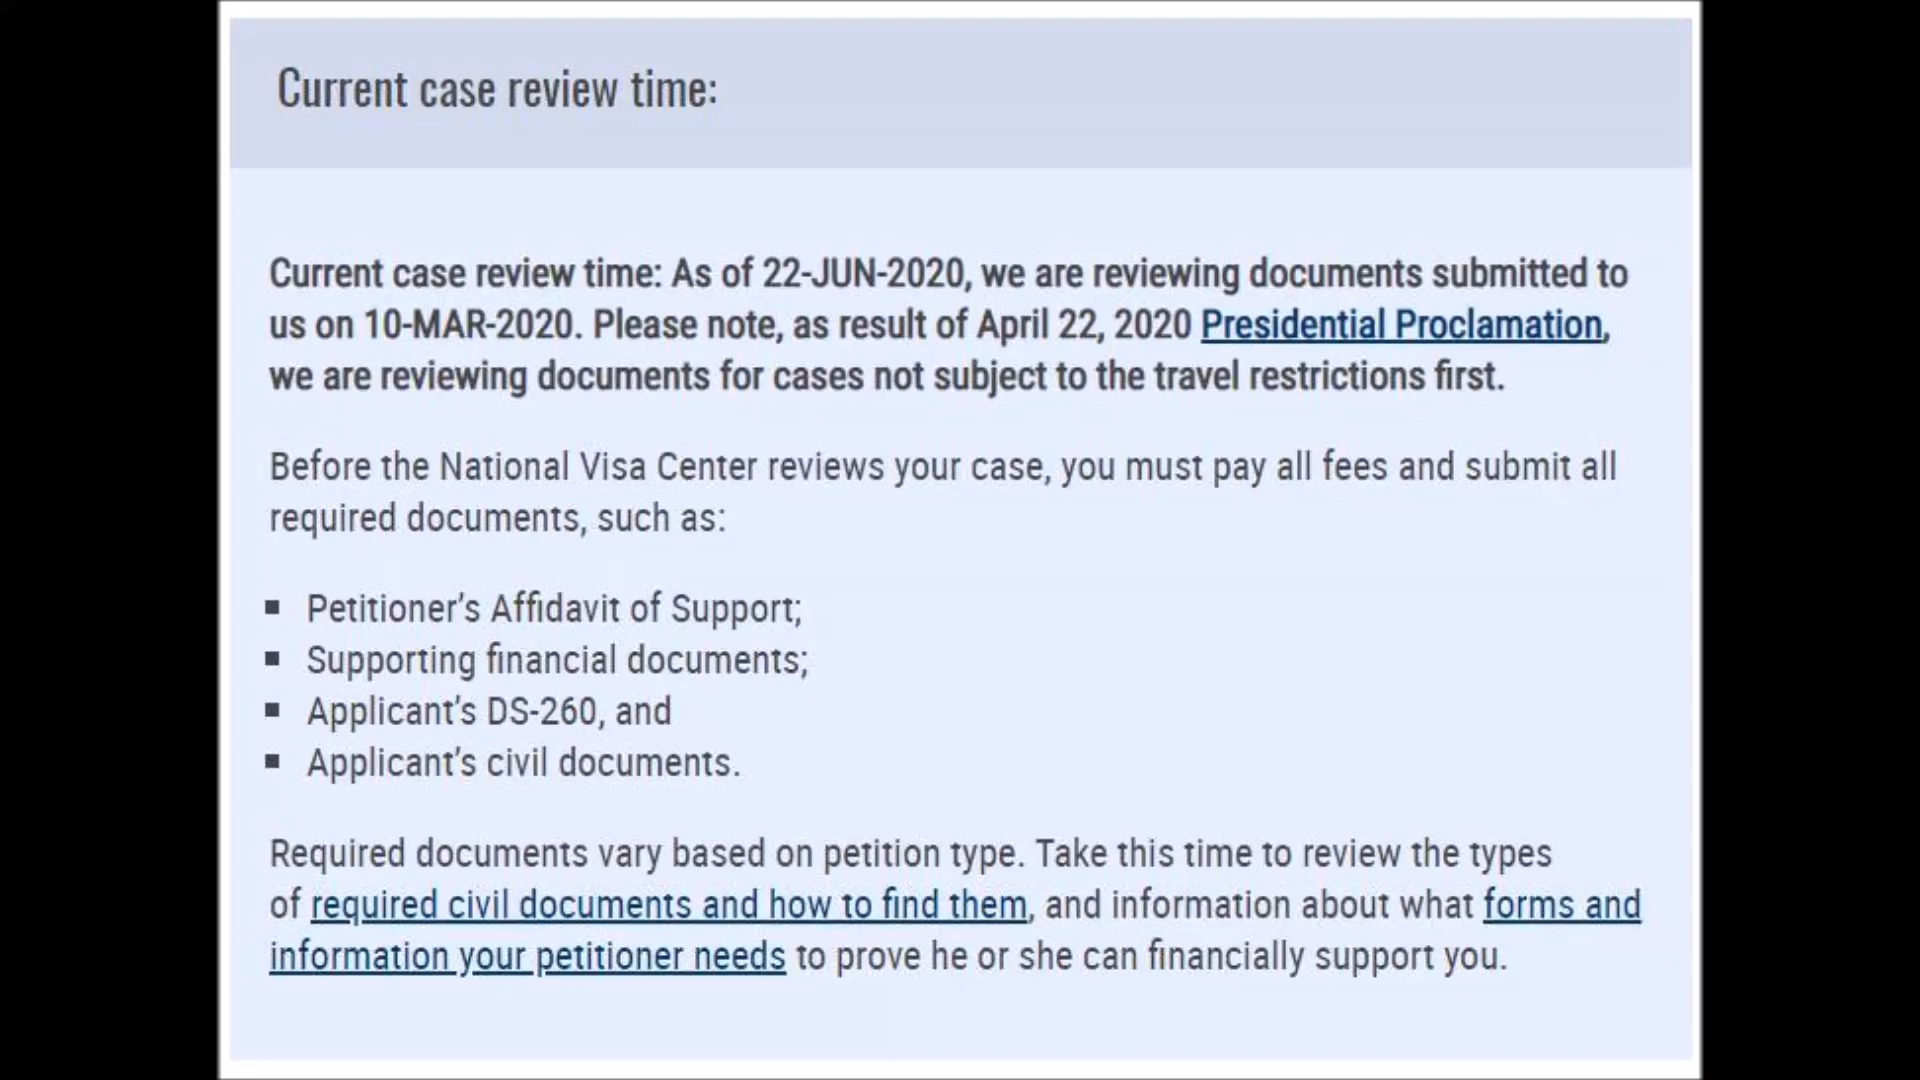 Current case review time:
Current case review time: As of 22-JUN-2020, we are reviewing documents submitted to
us on 10-MAR-2020. Please note, as result of April 22, 2020 Presidential Proclamation,
we are reviewing documents for cases not subject to the travel restrictions first.
Before the National Visa Center reviews your case, you must pay all fees and submit all
required documents, such as:
▪ Petitioner’s Affidavit of Support;
▪ Supporting financial documents;
▪ Applicant’s DS-260, and
▪ Applicant’s civil documents.
Required documents vary based on petition type. Take this time to review the types
of required civil documents and how to find them, and information about what forms and
information your petitioner needs to prove he or she can financially support you.